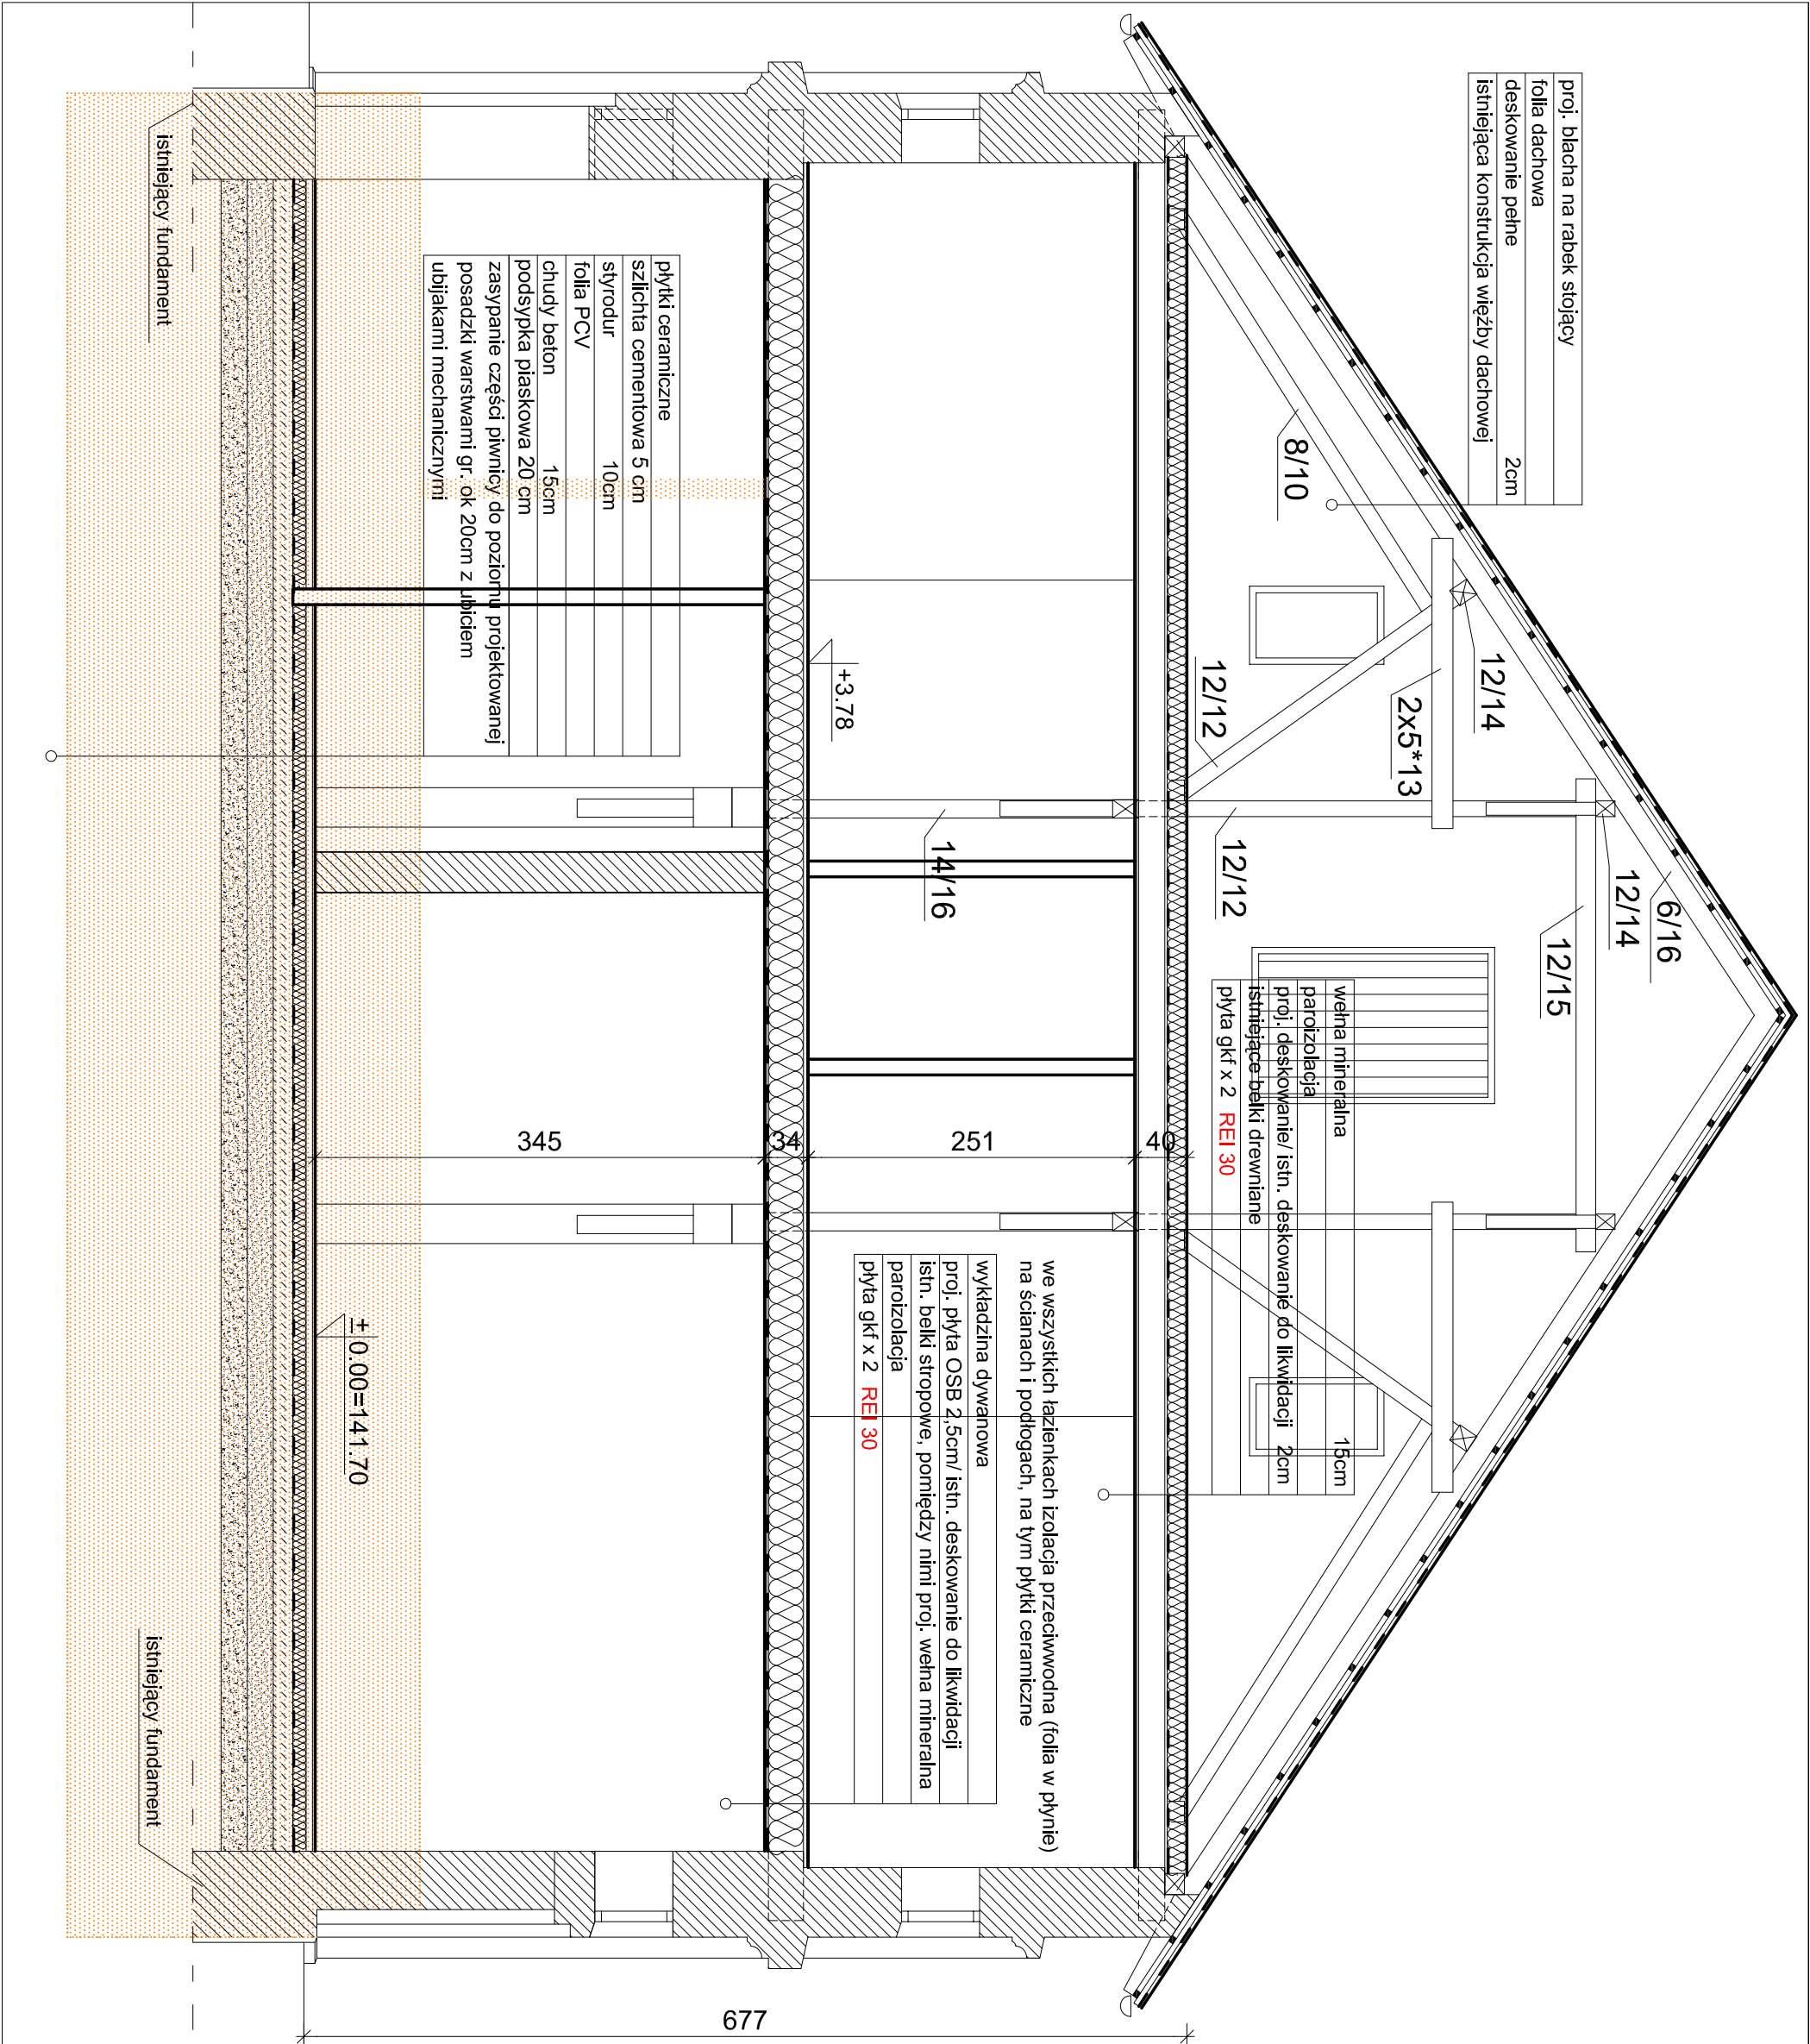 proj. blacha na rąbek stojący
folia dachowa
deskowanie pełne 2cm
istniejąca konstrukcja więźby dachowej
6/16
12/14
12/15
12/14
2x5*13
8/10
12/12
12/12
wełna mineralna 15cm
paroizolacja
proj. deskowanie/ istn. deskowanie do likwidacji 2cm
istniejące belki drewniane
płyta gkf x 2 REI 30
we wszystkich łazienkach izolacja przeciwwodna (folia w płynie)
na ścianach i podłogach, na tym płytki ceramiczne
14/16
+3.78
wykładzina dywanowa
proj. płyta OSB 2,5cm/ istn. deskowanie do likwidacji
istn. belki stropowe, pomiędzy nimi proj. wełna mineralna
paroizolacja
płyta gkf x 2 REI 30
40
251
34
345
677
płytki ceramiczne
szlichta cementowa 5 cm
styrodur 10cm
folia PCV
chudy beton 15cm
podsypka piaskowa 20 cm
zasypanie części piwnicy do poziomu projektowanej
posadzki warstwami gr. ok 20cm z ubiciem
ubijakami mechanicznymi
±0.00=141.70
istniejący fundament
istniejący fundament